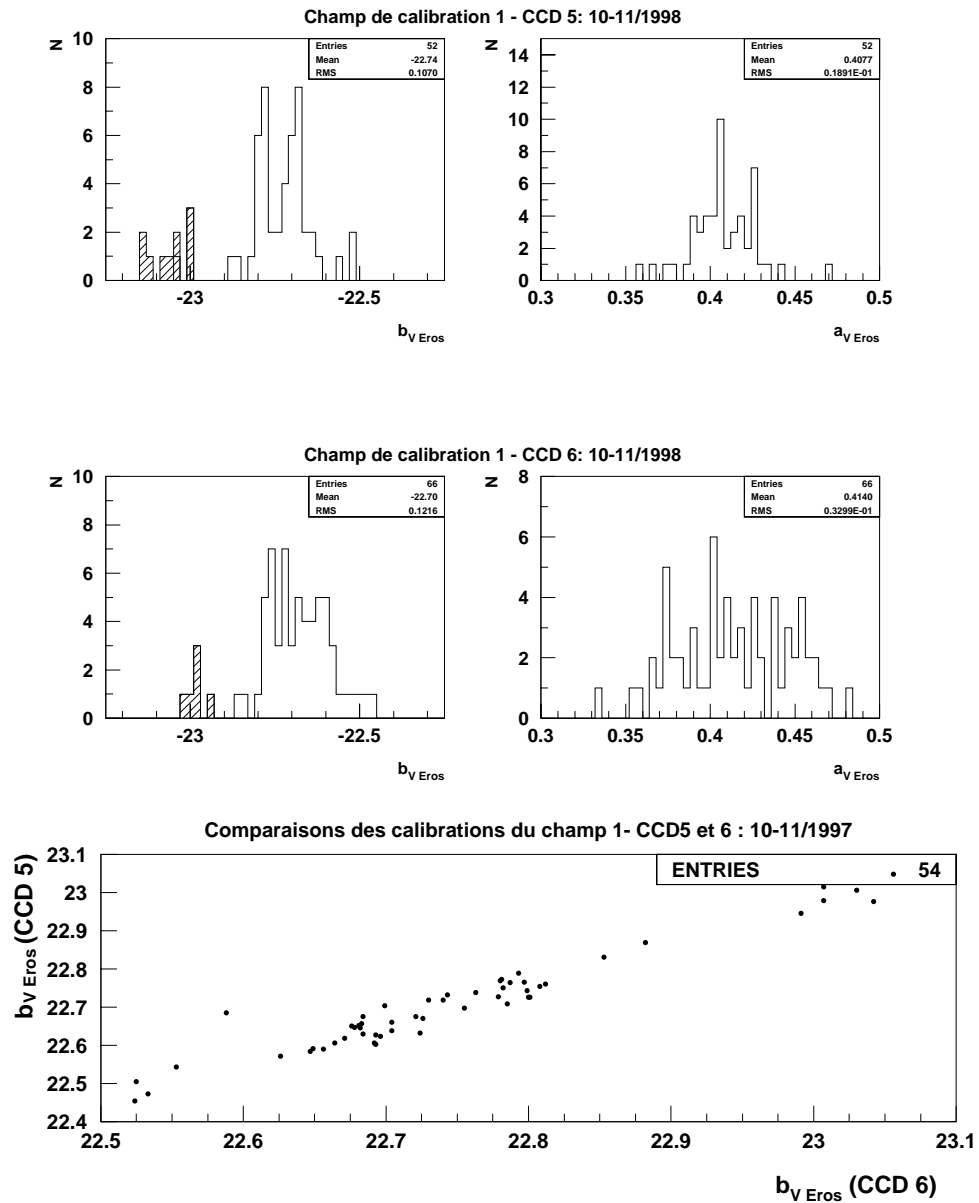 Champ de calibration 1 - CCD 5: 10-11/1998
N
10
8
6
4
2
0
Entries 52
Mean -22.74
RMS 0.1070
-23 -22.5
b V Eros
N
14
12
10
8
6
4
2
0
Entries 52
Mean 0.4077
RMS 0.1891E-01
0.3 0.35 0.4 0.45 0.5
a V Eros
Champ de calibration 1 - CCD 6: 10-11/1998
N
10
8
6
4
2
0
Entries 66
Mean -22.70
RMS 0.1216
-23 -22.5
b V Eros
N
8
6
4
2
0
Entries 66
Mean 0.4140
RMS 0.3299E-01
0.3 0.35 0.4 0.45 0.5
a V Eros
Comparaisons des calibrations du champ 1- CCD5 et 6 : 10-11/1997
b V Eros (CCD 5)
23.1
23
22.9
22.8
22.7
22.6
22.5
22.4
ENTRIES 54
22.5 22.6 22.7 22.8 22.9 23 23.1
b V Eros (CCD 6)